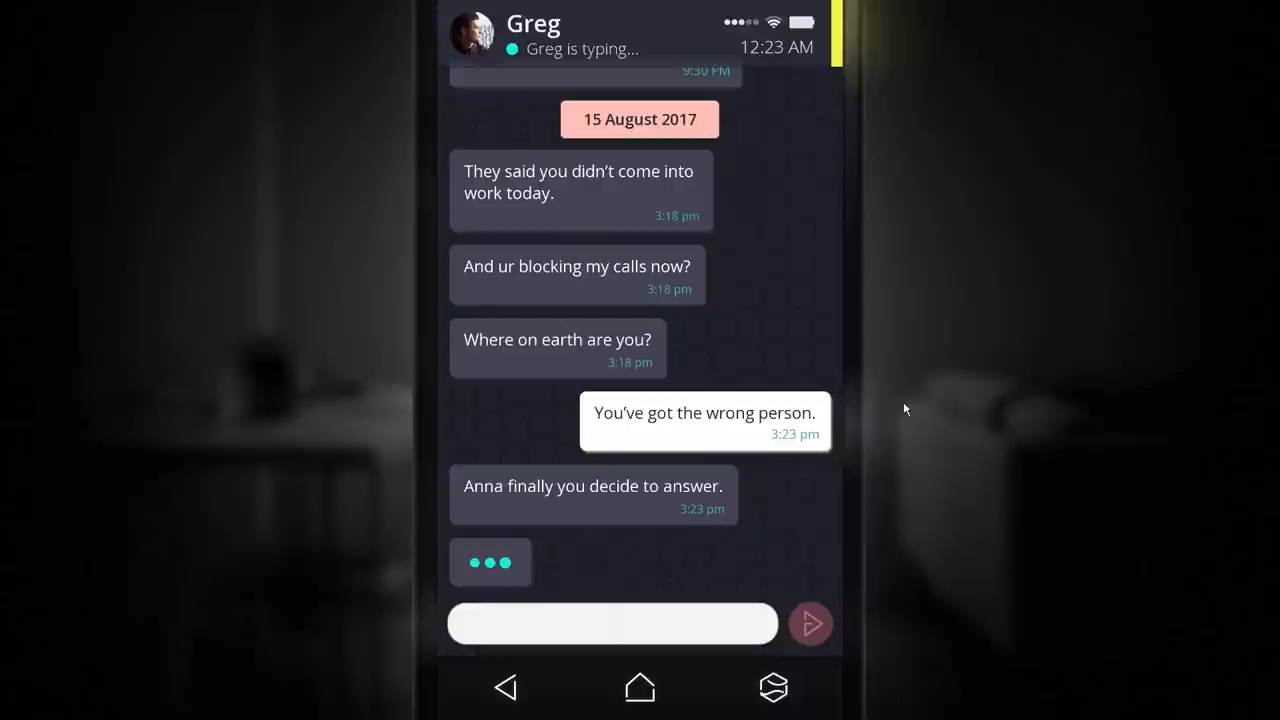 Greg
Greg is typing...
12:23 AM
9:30 PM
15 August 2017
They said you didn’t come into
work today.
3:18 pm
And ur blocking my calls now?
3:18 pm
Where on earth are you?
3:18 pm
You’ve got the wrong person.
3:23 pm
Anna finally you decide to answer.
3:23 pm